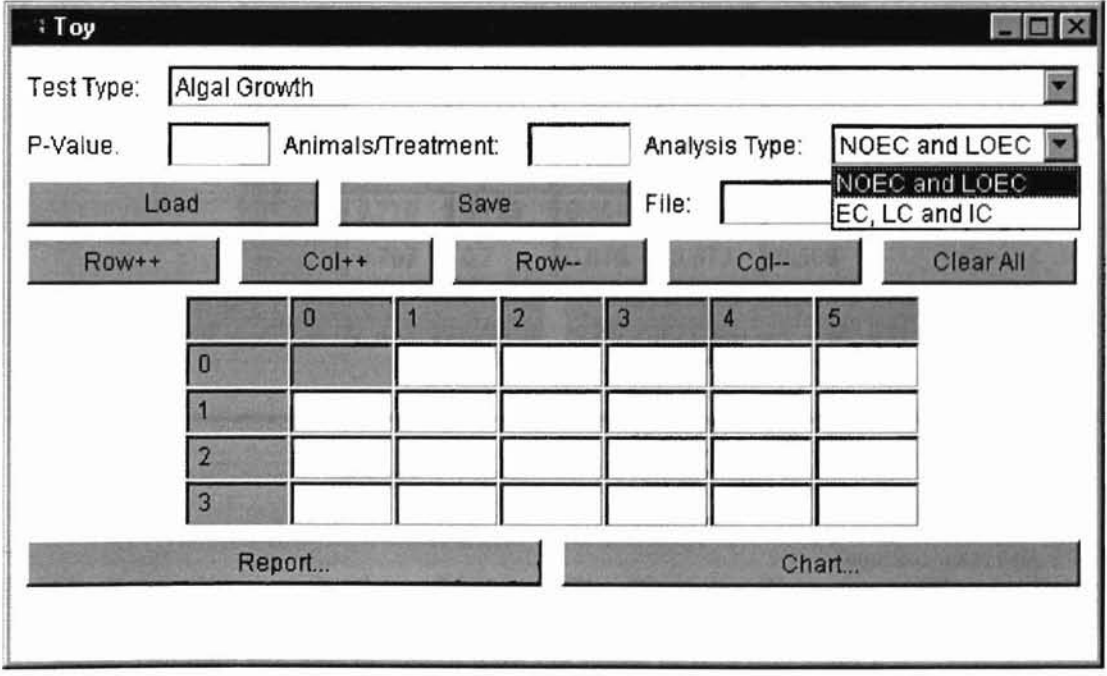 Toy
Test Type: Algal Growth
P-Value. Animals/Treatment: Analysis Type: NOEC and LOEC
NOEC and LOEC
Load Save File:
EC, LC and IC
Row++ Col++ Row-- Col-- Clear All
0 1 2 3 4 5
0
1
2
3
Report... Chart...